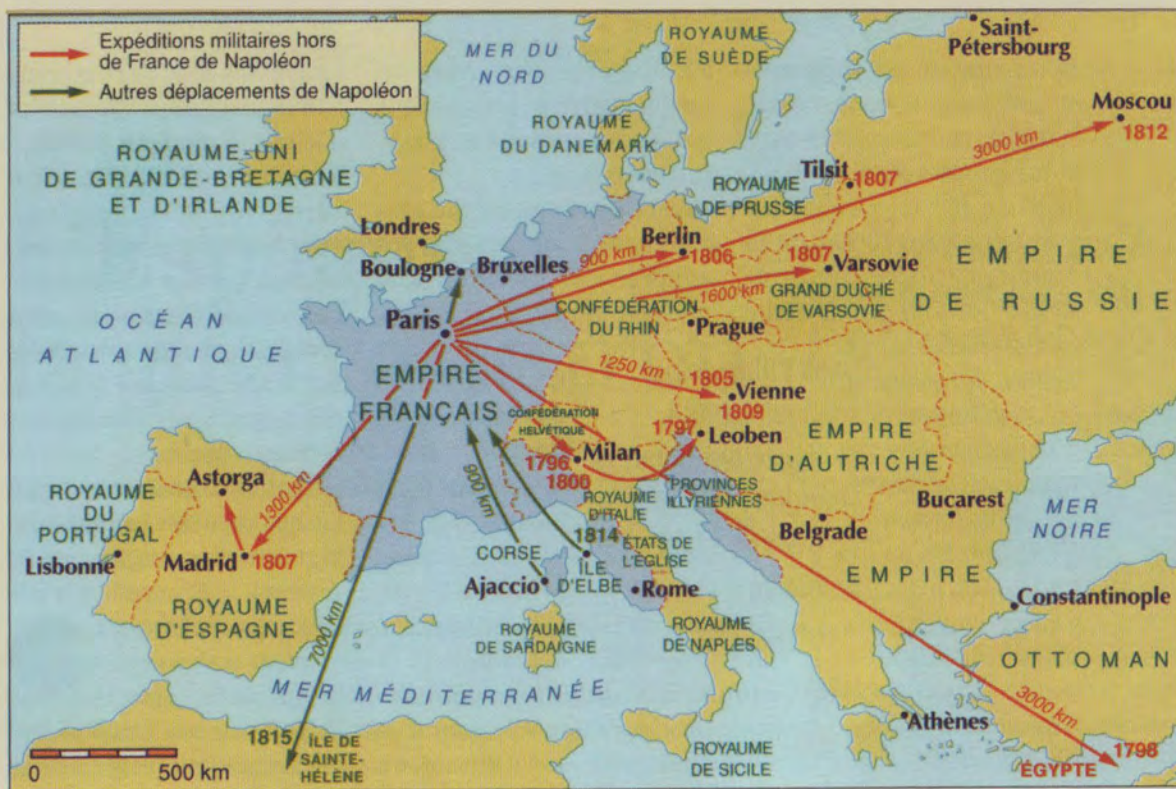 Expéditions militaires hors
de France de Napoléon
Autres déplacements de Napoléon
MER DU
NORD
ROYAUME
DE SUÈDE
Saint-
Pétersbourg
Moscou
1812
3000 km
ROYAUME
DU DANEMARK
Tilsit
1807
ROYAUME
DE PRUSSE
ROYAUME-UNI
DE GRANDE-BRETAGNE
ET D'IRLANDE
Londres
Boulogne
Bruxelles
900 km
Berlin
1806
1807
Varsovie
1600 km
GRAND DUCHÉ
DE VARSOVIE
EMPIRE
DE RUSSIE
CONFÉDÉRATION
DU RHIN
Prague
OCÉAN
ATLANTIQUE
Paris
EMPIRE
FRANÇAIS
1250 km
1805
Vienne
1809
CONFÉDÉRATION
HELVÉTIQUE
1797
Leoben
1796
Milan
1800
EMPIRE
D'AUTRICHE
PROVINCES
ILLYRIENNES
ROYAUME
D'ITALIE
Bucarest
MER
NOIRE
Belgrade
Astorga
1300 km
ROYAUME
DU
PORTUGAL
Lisbonne
Madrid
1807
ROYAUME
D'ESPAGNE
900 km
1814
CORSE
ÎLE
D'ELBE
ÉTATS DE
L'ÉGLISE
Ajaccio
Rome
EMPIRE
OTTOMAN
Constantinople
7000 km
ROYAUME
DE SARDAIGNE
ROYAUME
DE NAPLES
MER MÉDITERRANÉE
3000 km
Athènes
1798
ÉGYPTE
1815
ÎLE DE
SAINTE-
HÉLÈNE
ROYAUME
DE SICILE
0
500 km